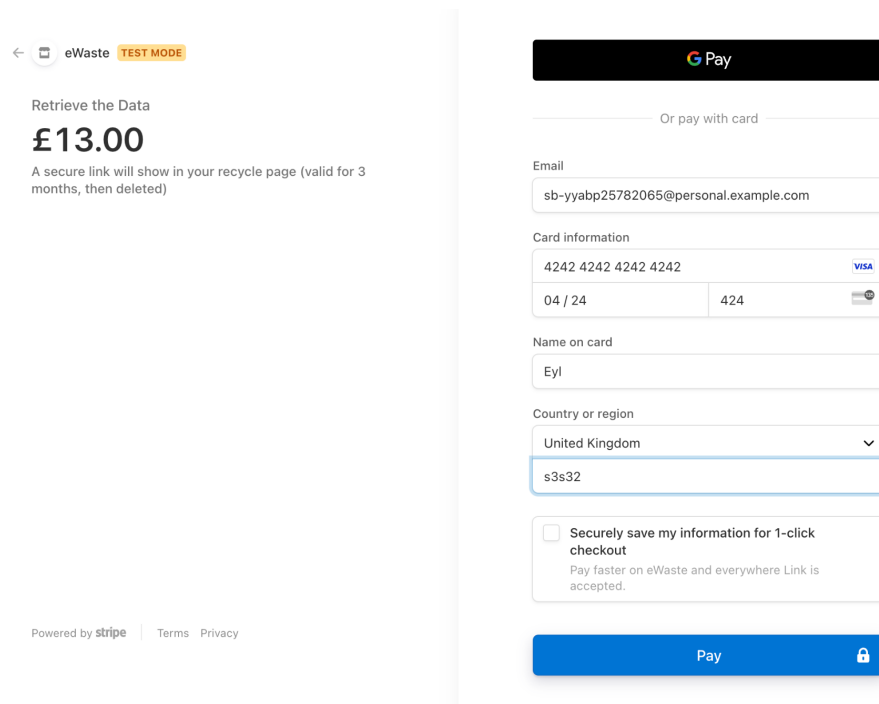 eWaste TEST MODE
Retrieve the Data
£13.00
A secure link will show in your recycle page (valid for 3
months, then deleted)
Powered by stripe Terms Privacy
G Pay
Or pay with card
Email
sb-yyabp25782065@personal.example.com
Card information
4242 4242 4242 4242 VISA
04 / 24 424
Name on card
Eyl
Country or region
United Kingdom
s3s32
Securely save my information for 1-click
checkout
Pay faster on eWaste and everywhere Link is
accepted.
Pay